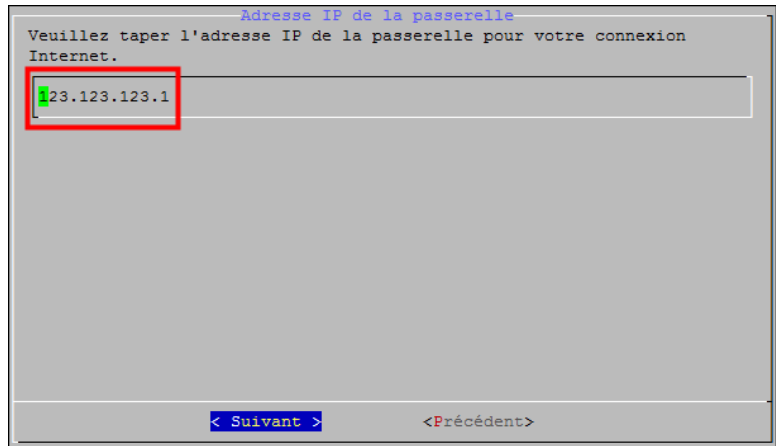 Adresse IP de la passerelle
Veuillez taper l'adresse IP de la passerelle pour votre connexion
Internet.
123.123.123.1
< Suivant > <Précédent>